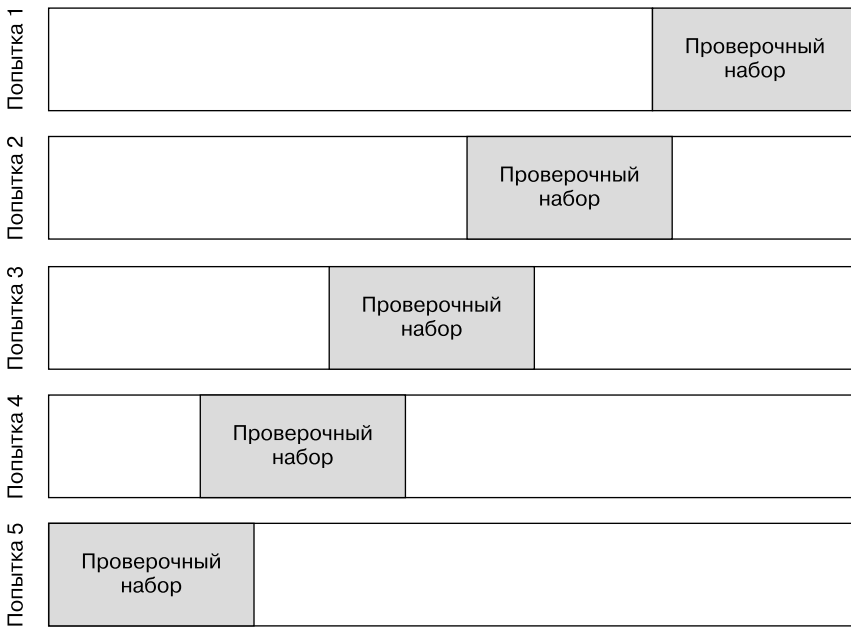 Попытка 1
Проверочный
набор
Попытка 2
Проверочный
набор
Попытка 3
Проверочный
набор
Попытка 4
Проверочный
набор
Попытка 5
Проверочный
набор